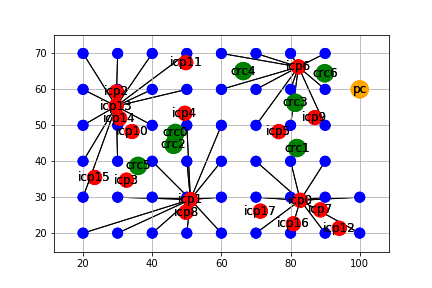 70
60
50
40
30
20
20
40
60
80
100
icp11
crc4
icp6
crc6
icp2
pc
icp13
crc3
icp14
icp4
icp9
icp10
crc0
icp5
crc2
crc1
crc5
icp15
icp3
icp1
icp0
icp8
icp17
icp7
icp16
icp12